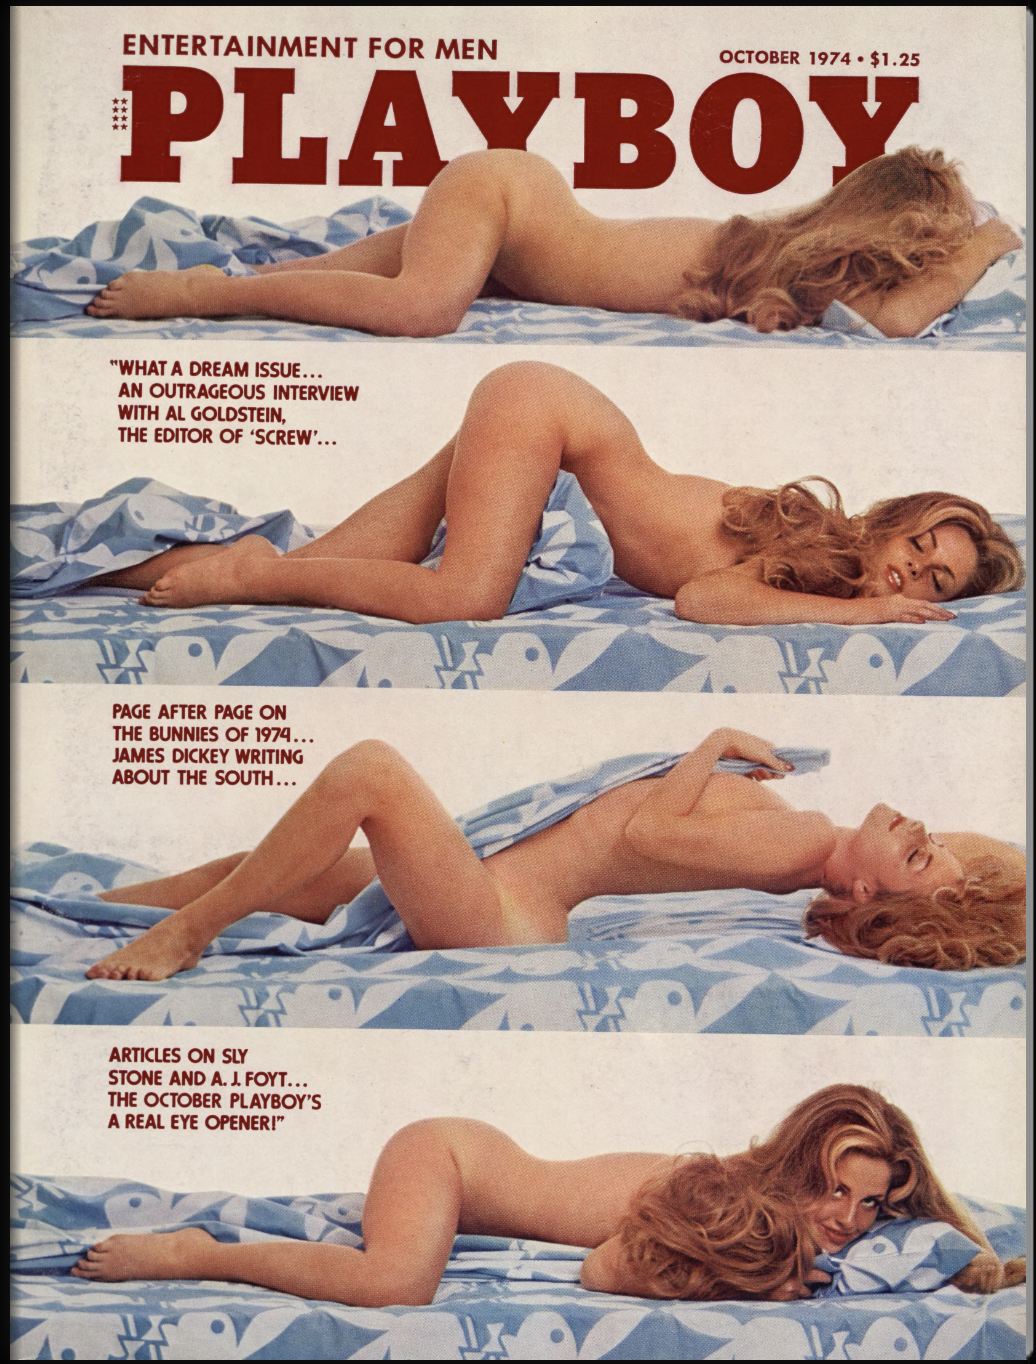 ENTERTAINMENT FOR MEN
OCTOBER 1974 • $1.25
PLAYBOY
"WHAT A DREAM ISSUE...
AN OUTRAGEOUS INTERVIEW
WITH AL GOLDSTEIN,
THE EDITOR OF 'SCREW'...
PAGE AFTER PAGE ON
THE BUNNIES OF 1974...
JAMES DICKEY WRITING
ABOUT THE SOUTH...
ARTICLES ON SLY
STONE AND A. J. FOYT...
THE OCTOBER PLAYBOY'S
A REAL EYE OPENER!"